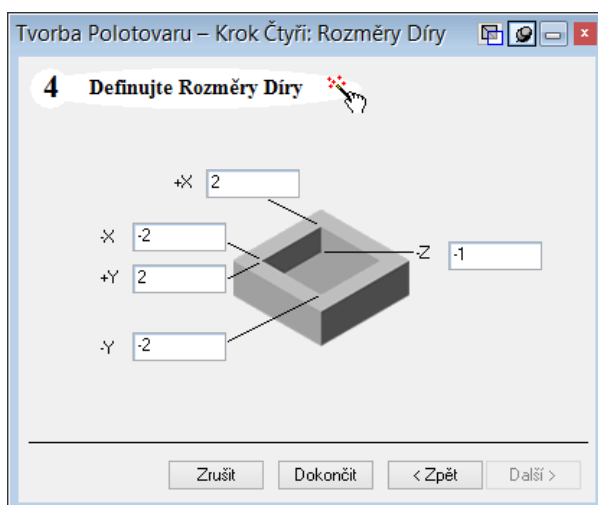 Tvorba Polotovaru – Krok Čtyři: Rozměry Díry
4 Definujte Rozměry Díry
+X 2
-X -2
-Z -1
+Y 2
-Y -2
Zrušit Dokončit < Zpět Další >